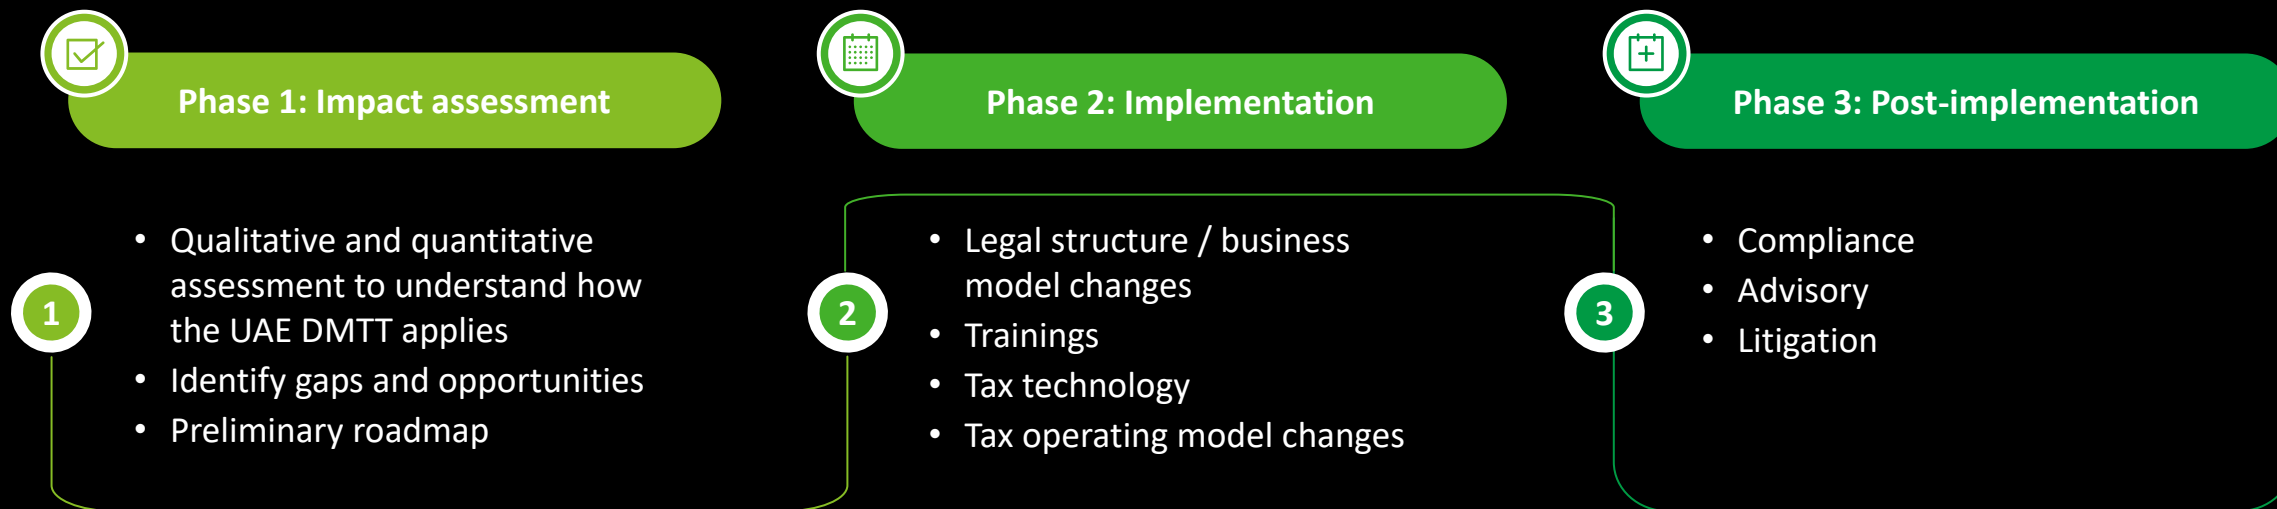 Phase 1: Impact assessment
1
• Qualitative and quantitative
assessment to understand how
the UAE DMTT applies
• Identify gaps and opportunities
• Preliminary roadmap
Phase 2: Implementation
2
• Legal structure / business
model changes
• Trainings
• Tax technology
• Tax operating model changes
Phase 3: Post-implementation
3
• Compliance
• Advisory
• Litigation